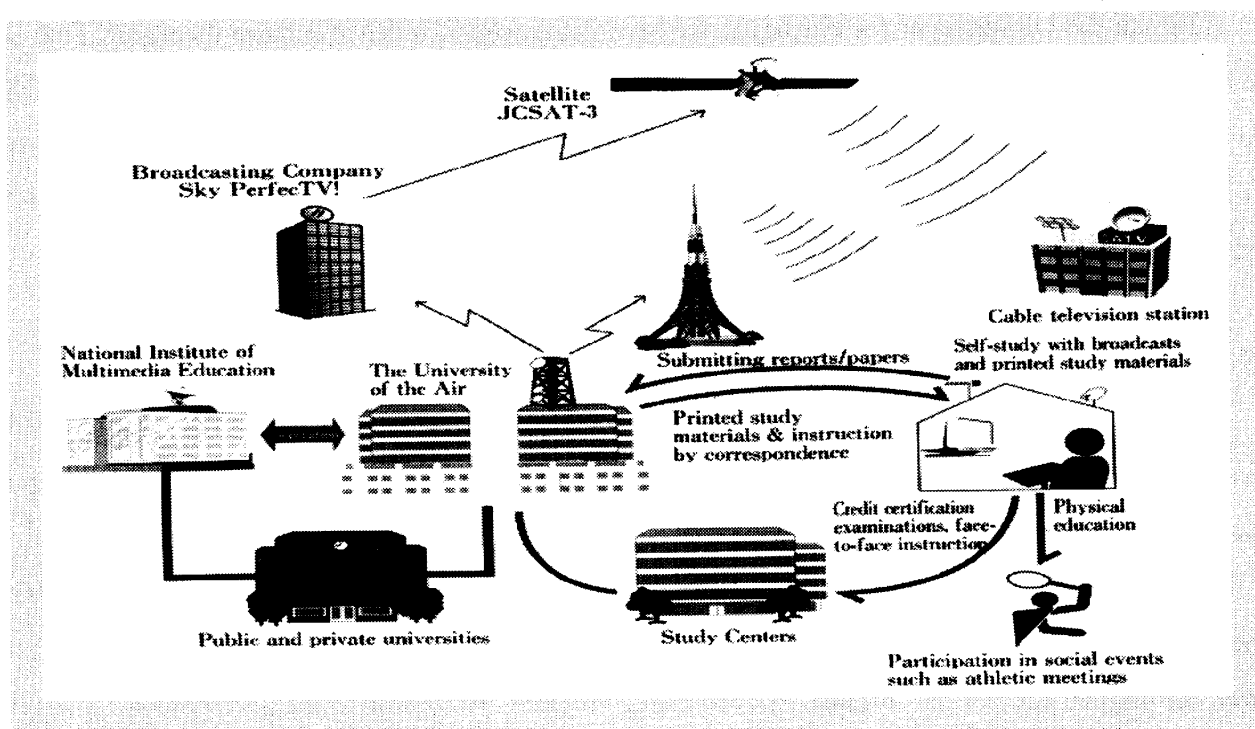 Satellite
JCSAT-3
Broadcasting Company
Sky PerfecTV!
Cable television station
National Institute of
Multimedia Education
The University
of the Air
Submitting reports/papers
Self-study with broadcasts
and printed study materials
Printed study
materials & instruction
by correspondence
Credit certification
examinations, face-
to-face instruction
Physical
education
Public and private universities
Study Centers
Participation in social events
such as athletic meetings